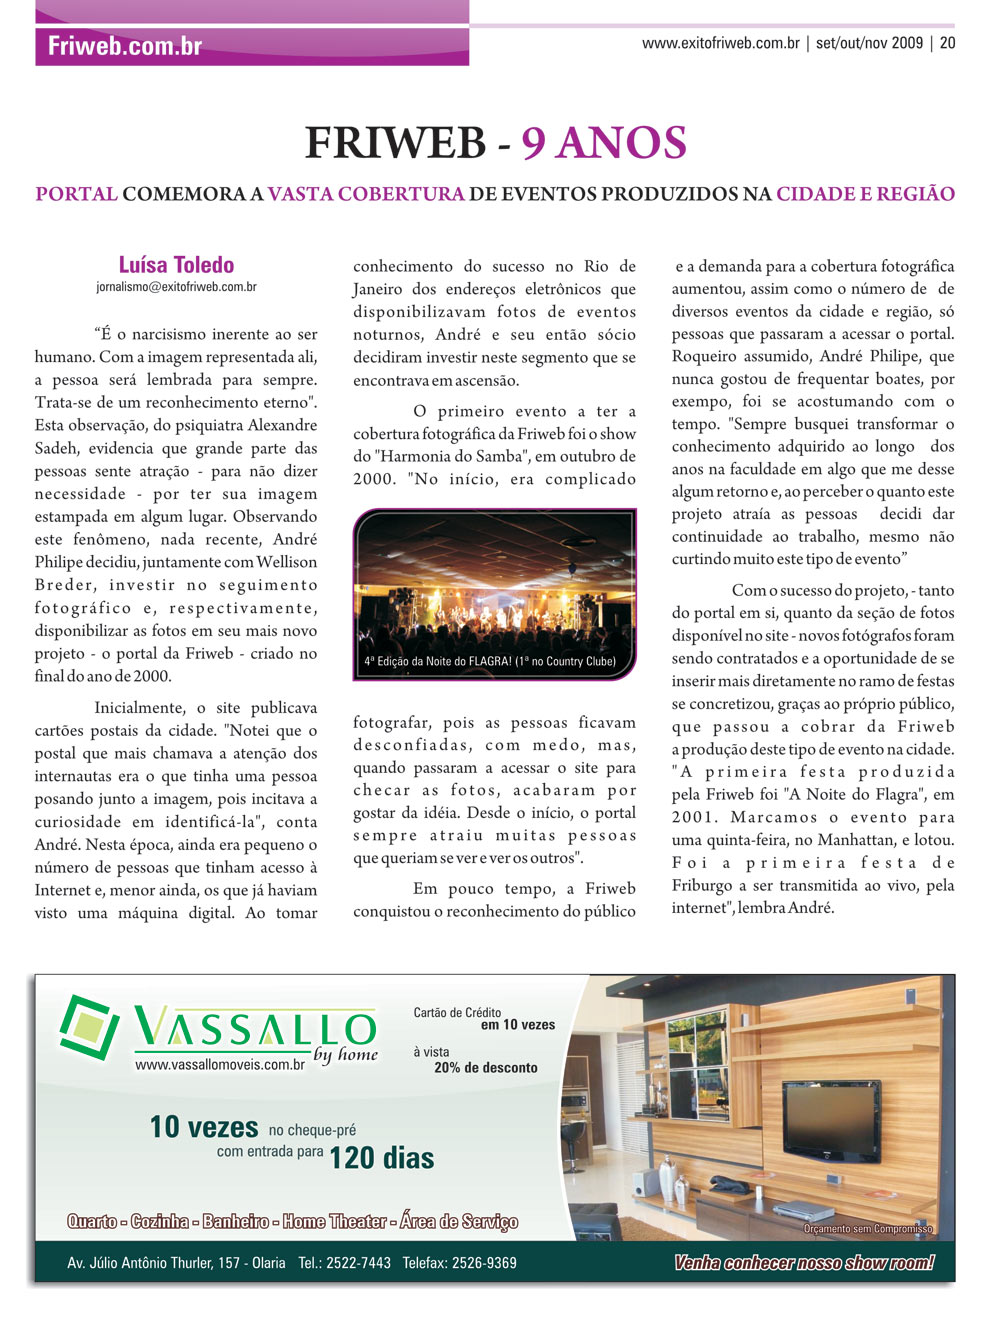 Friweb.com.br
www.exitofriweb.com.br | set/out/nov 2009 | 20
FRIWEB - 9 ANOS
PORTAL COMEMORA A VASTA COBERTURA DE EVENTOS PRODUZIDOS NA CIDADE E REGIÃO
Luísa Toledo
jornalismo@exitofriweb.com.br
“É o narcisismo inerente ao ser
humano. Com a imagem representada ali,
a pessoa será lembrada para sempre.
Trata-se de um reconhecimento eterno".
Esta observação, do psiquiatra Alexandre
Sadeh, evidencia que grande parte das
pessoas sente atração - para não dizer
necessidade - por ter sua imagem
estampada em algum lugar. Observando
este fenômeno, nada recente, André
Philipe decidiu, juntamente com Wellison
Breder, investir no seguimento
fotográfico e, respectivamente,
disponibilizar as fotos em seu mais novo
projeto - o portal da Friweb - criado no
final do ano de 2000.
Inicialmente, o site publicava
cartões postais da cidade. "Notei que o
postal que mais chamava a atenção dos
internautas era o que tinha uma pessoa
posando junto a imagem, pois incitava a
curiosidade em identificá-la", conta
André. Nesta época, ainda era pequeno o
número de pessoas que tinham acesso à
Internet e, menor ainda, os que já haviam
visto uma máquina digital. Ao tomar
conhecimento do sucesso no Rio de
Janeiro dos endereços eletrônicos que
disponibilizavam fotos de eventos
noturnos, André e seu então sócio
decidiram investir neste segmento que se
encontrava em ascensão.
O primeiro evento a ter a
cobertura fotográfica da Friweb foi o show
do "Harmonia do Samba", em outubro de
2000. "No início, era complicado
4ª Edição da Noite do FLAGRA! (1ª no Country Clube)
fotografar, pois as pessoas ficavam
desconfiadas, com medo, mas,
quando passaram a acessar o site para
checar as fotos, acabaram por
gostar da idéia. Desde o início, o portal
sempre atraiu muitas pessoas
que queriam se ver e ver os outros".
Em pouco tempo, a Friweb
conquistou o reconhecimento do público
e a demanda para a cobertura fotográfica
aumentou, assim como o número de de
diversos eventos da cidade e região, só
pessoas que passaram a acessar o portal.
Roqueiro assumido, André Philipe, que
nunca gostou de frequentar boates, por
exempo, foi se acostumando com o
tempo. "Sempre busquei transformar o
conhecimento adquirido ao longo dos
anos na faculdade em algo que me desse
algum retorno e, ao perceber o quanto este
projeto atraía as pessoas decidi dar
continuidade ao trabalho, mesmo não
curtindo muito este tipo de evento”
Com o sucesso do projeto, - tanto
do portal em si, quanto da seção de fotos
disponível no site - novos fotógrafos foram
sendo contratados e a oportunidade de se
inserir mais diretamente no ramo de festas
se concretizou, graças ao próprio público,
que passou a cobrar da Friweb
a produção deste tipo de evento na cidade.
"A primeira festa produzida
pela Friweb foi "A Noite do Flagra", em
2001. Marcamos o evento para
uma quinta-feira, no Manhattan, e lotou.
Foi a primeira festa de
Friburgo a ser transmitida ao vivo, pela
internet", lembra André.
VASSALLO
by home
www.vassallomoveis.com.br
Cartão de Crédito
em 10 vezes
à vista
20% de desconto
10 vezes no cheque-pré
com entrada para 120 dias
Quarto - Cozinha - Banheiro - Home Theater - Área de Serviço
Orçamento sem Compromisso
Av. Júlio Antônio Thurler, 157 - Olaria Tel.: 2522-7443 Telefax: 2526-9369
Venha conhecer nosso show room!